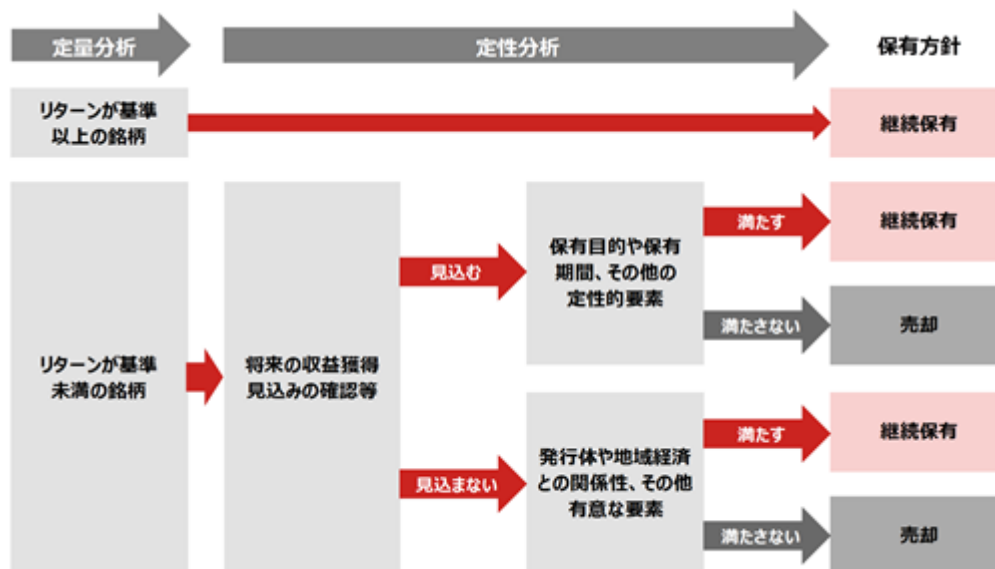 定量分析
定性分析
保有方針
リターンが基準
以上の銘柄
継続保有
リターンが基準
未満の銘柄
将来の収益獲得
見込みの確認等
見込む
保有目的や保有
期間、その他の
定性的要素
満たす
継続保有
満たさない
売却
見込まない
発行体や地域経済
との関係性、その他
有意な要素
満たす
継続保有
満たさない
売却